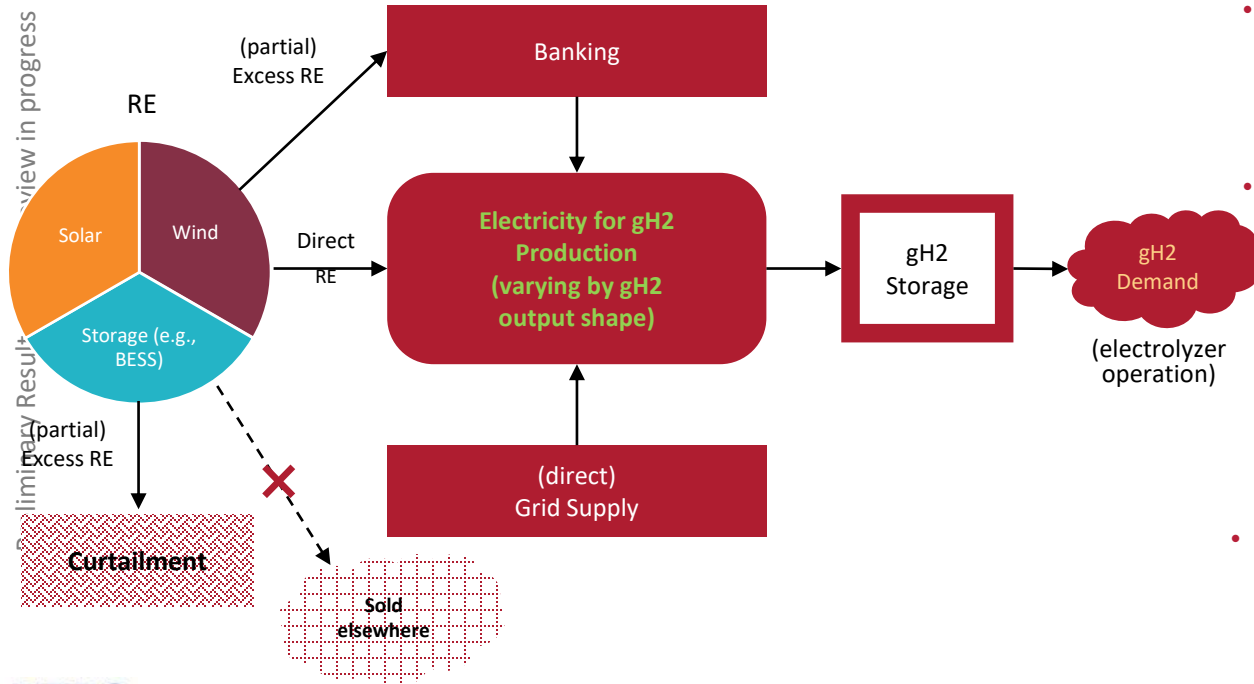 (partial)
Excess RE
Banking
RE
Solar
Wind
Storage (e.g.,
BESS)
Direct
RE
Electricity for gH2
Production
(varying by gH2
output shape)
gH2
Storage
gH2
Demand
(electrolyzer
operation)
(partial)
Excess RE
(direct)
Grid Supply
Curtailment
Sold
elsewhere
liminary Result
view in progress